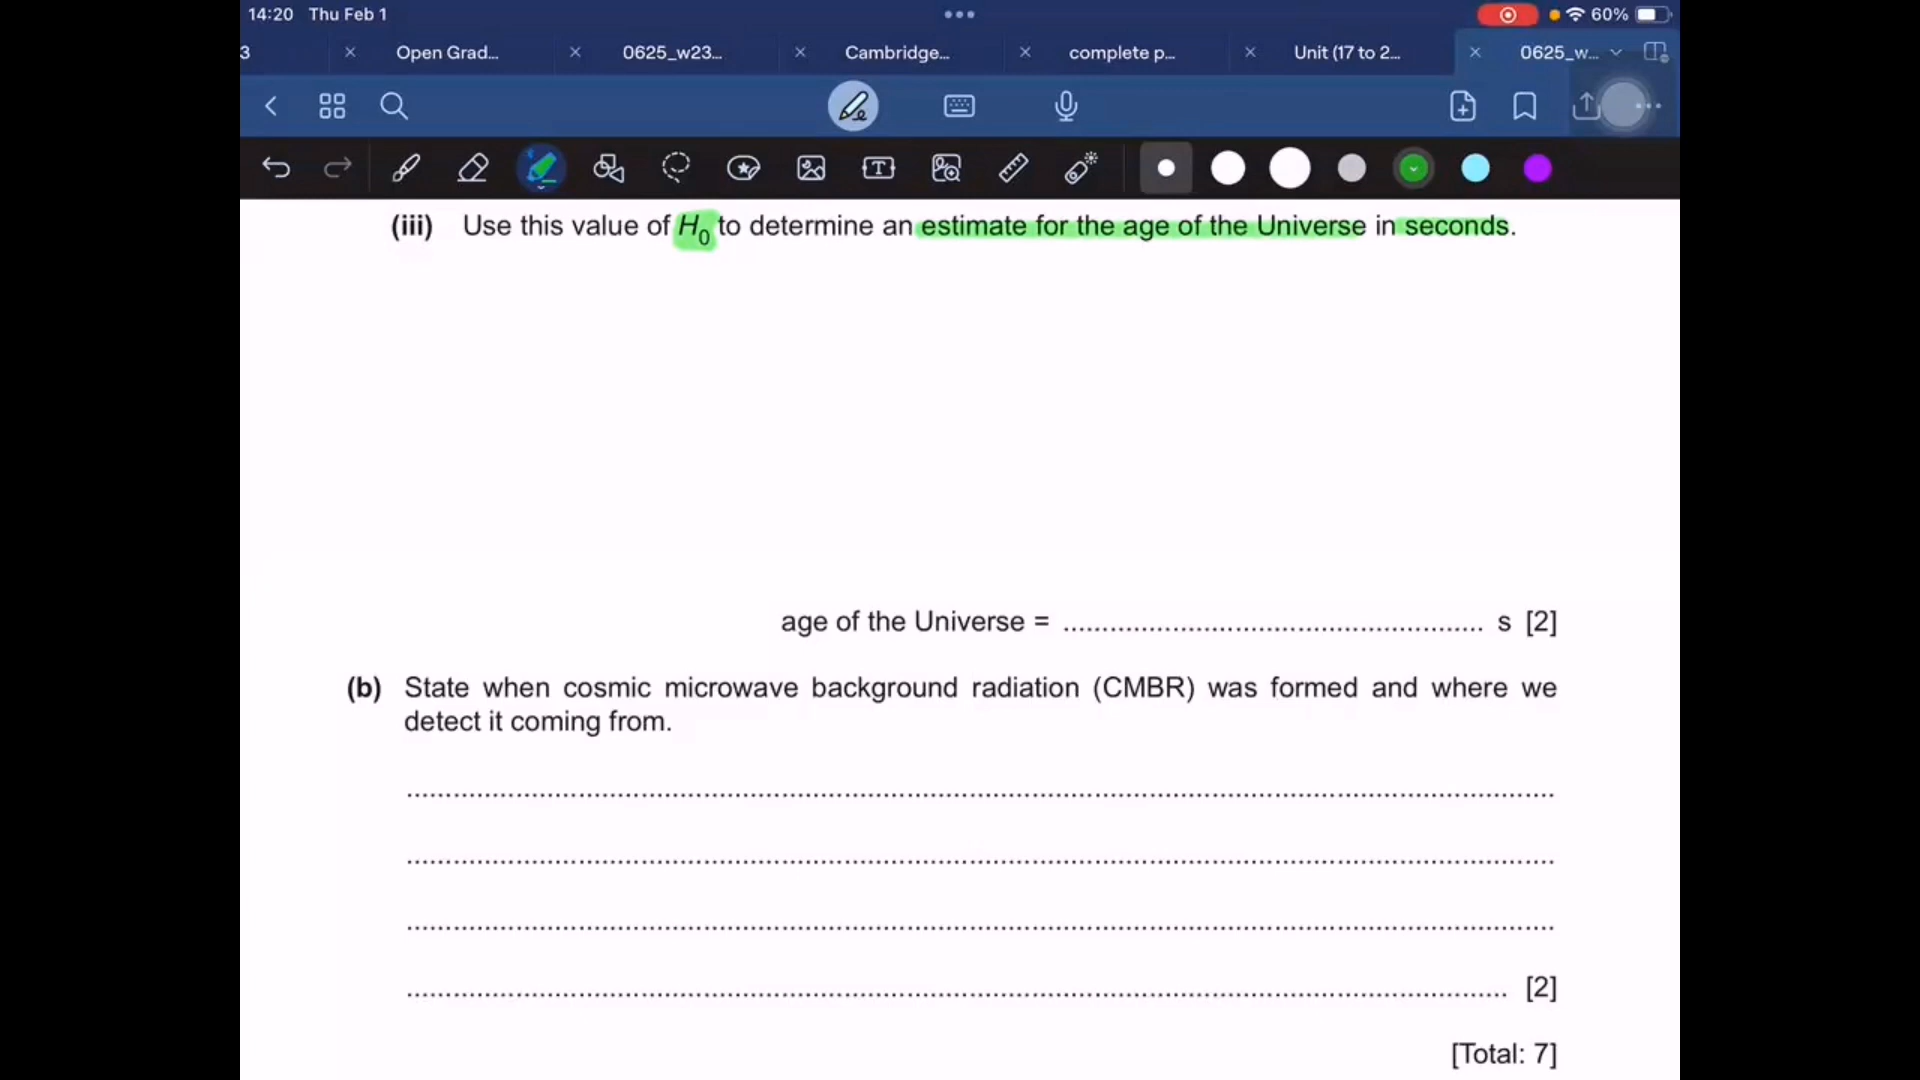 14:20 Thu Feb 1
60%
3
Open Grad...
0625_w23...
Cambridge...
complete p...
Unit (17 to 2...
0625_w...
(iii) Use this value of H0 to determine an estimate for the age of the Universe in seconds.
age of the Universe = ...................................................... s [2]
(b) State when cosmic microwave background radiation (CMBR) was formed and where we
detect it coming from.
[2]
[Total: 7]